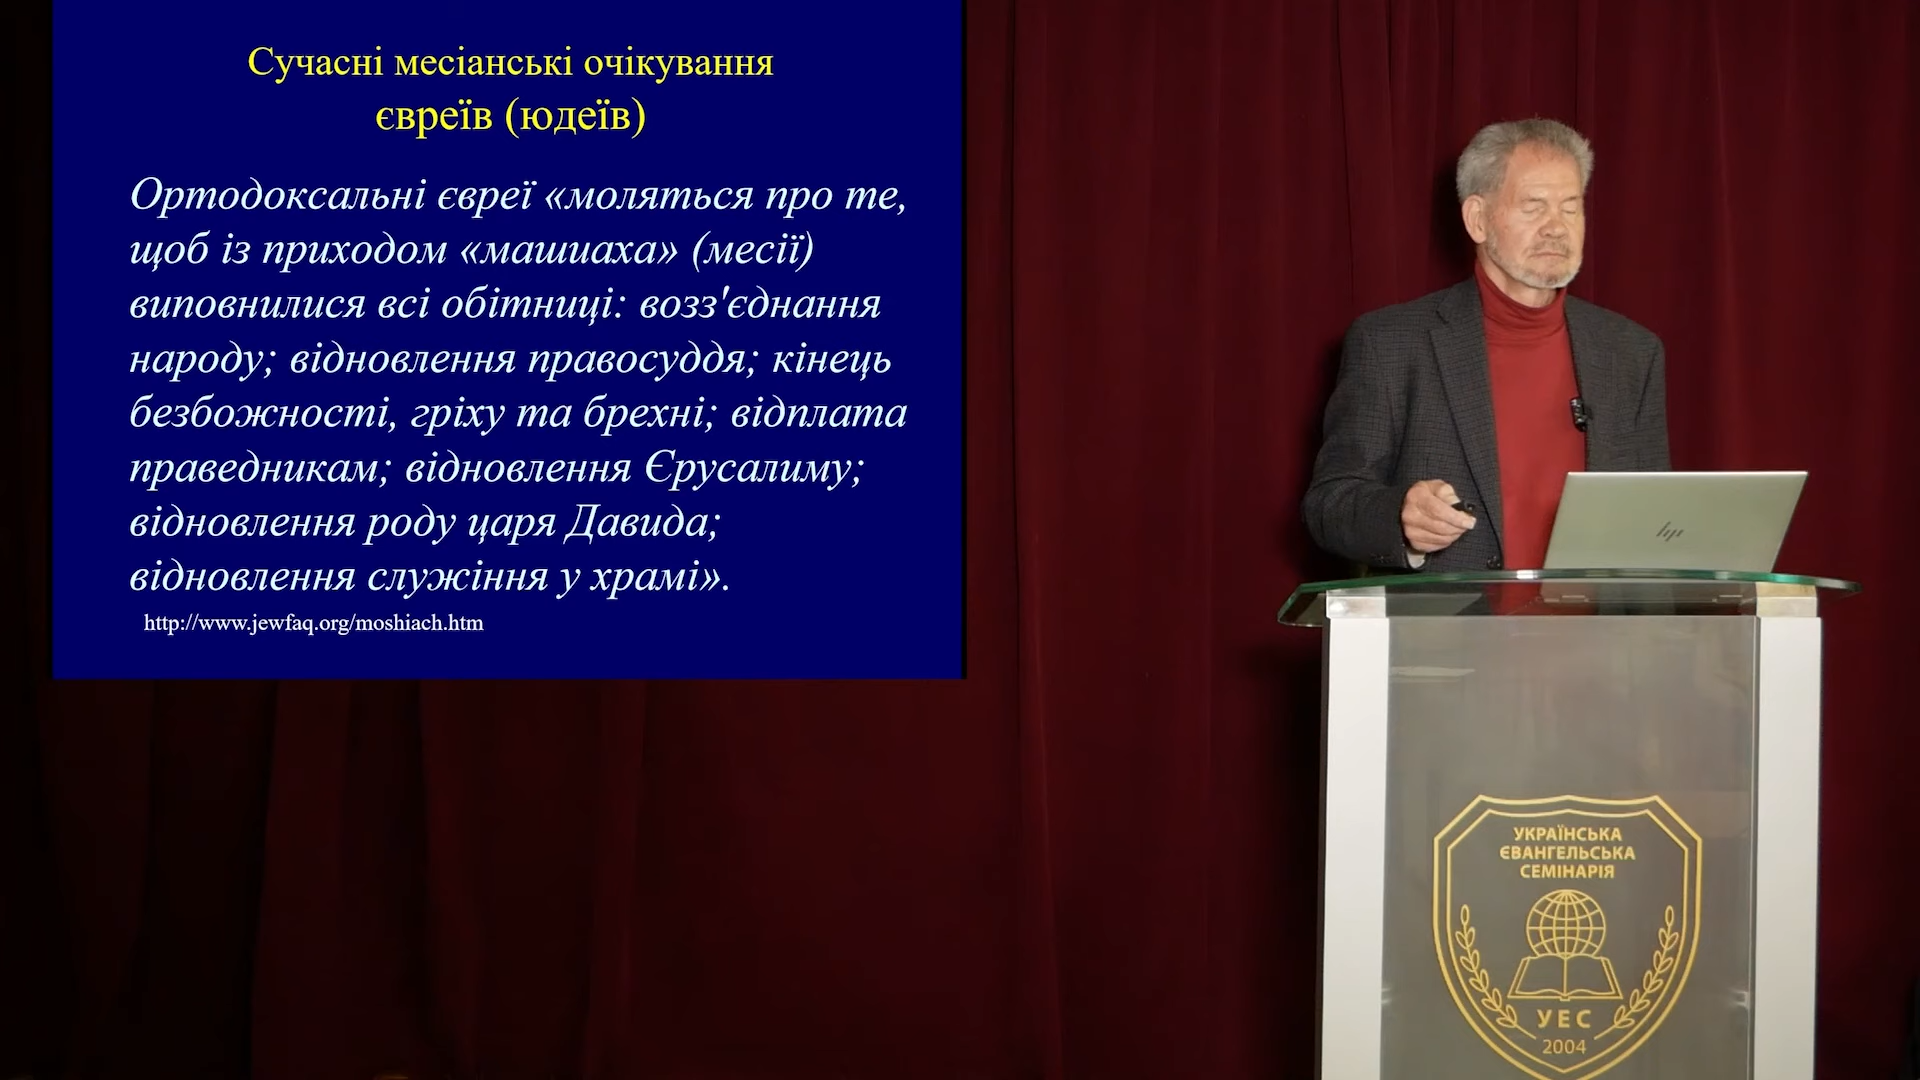 Сучасні месіанські очікування
євреїв (юдеїв)
Ортодоксальні євреї «моляться про те,
щоб із приходом «машиаха» (месії)
виповнилися всі обітниці: возз'єднання
народу; відновлення правосуддя; кінець
безбожності, гріху та брехні; відплата
праведникам; відновлення Єрусалиму;
відновлення роду царя Давида;
відновлення служіння у храмі».
http://www.jewfaq.org/moshiach.htm
hp
УКРАЇНСЬКА
ЄВАНГЕЛЬСЬКА
СЕМІНАРІЯ
УЕС
2004